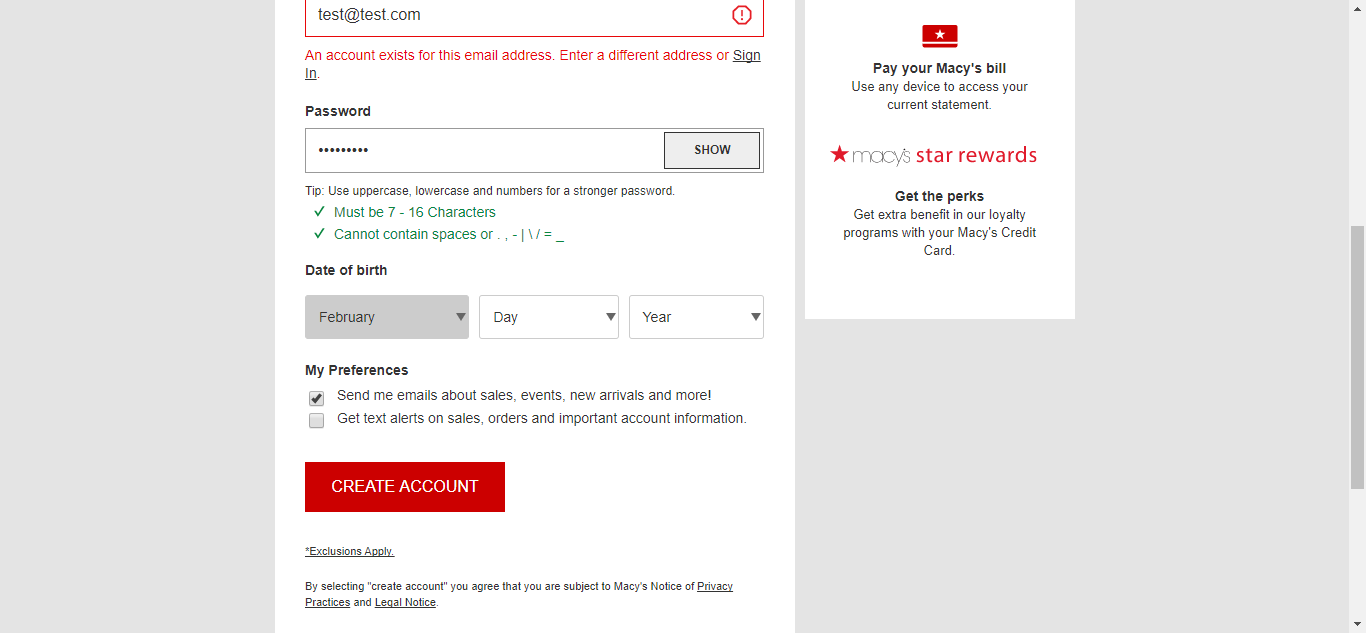 test@test.com
An account exists for this email address. Enter a different address or Sign
In.
Password
•••••••••
SHOW
Tip: Use uppercase, lowercase and numbers for a stronger password.
Must be 7 - 16 Characters
Cannot contain spaces or . , - | \ / = _
Date of birth
February
Day
Year
My Preferences
Send me emails about sales, events, new arrivals and more!
Get text alerts on sales, orders and important account information.
CREATE ACCOUNT
*Exclusions Apply.
By selecting "create account" you agree that you are subject to Macy's Notice of Privacy
Practices and Legal Notice.
Pay your Macy's bill
Use any device to access your
current statement.
macy's star rewards
Get the perks
Get extra benefit in our loyalty
programs with your Macy's Credit
Card.